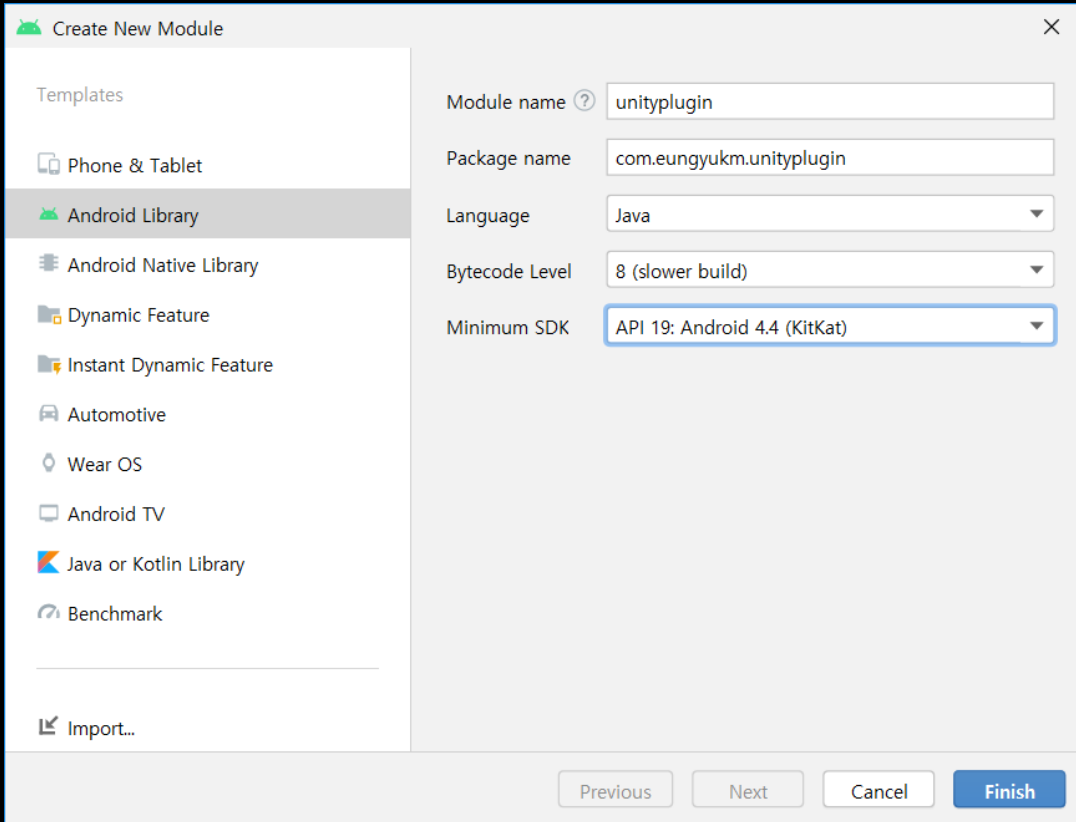 Create New Module
Templates
Phone & Tablet
Android Library
Android Native Library
Dynamic Feature
Instant Dynamic Feature
Automotive
Wear OS
Android TV
Java or Kotlin Library
Benchmark
Import...
Module name ? unityplugin
Package name com.eungyukm.unityplugin
Language Java
Bytecode Level 8 (slower build)
Minimum SDK API 19: Android 4.4 (KitKat)
Previous Next Cancel Finish